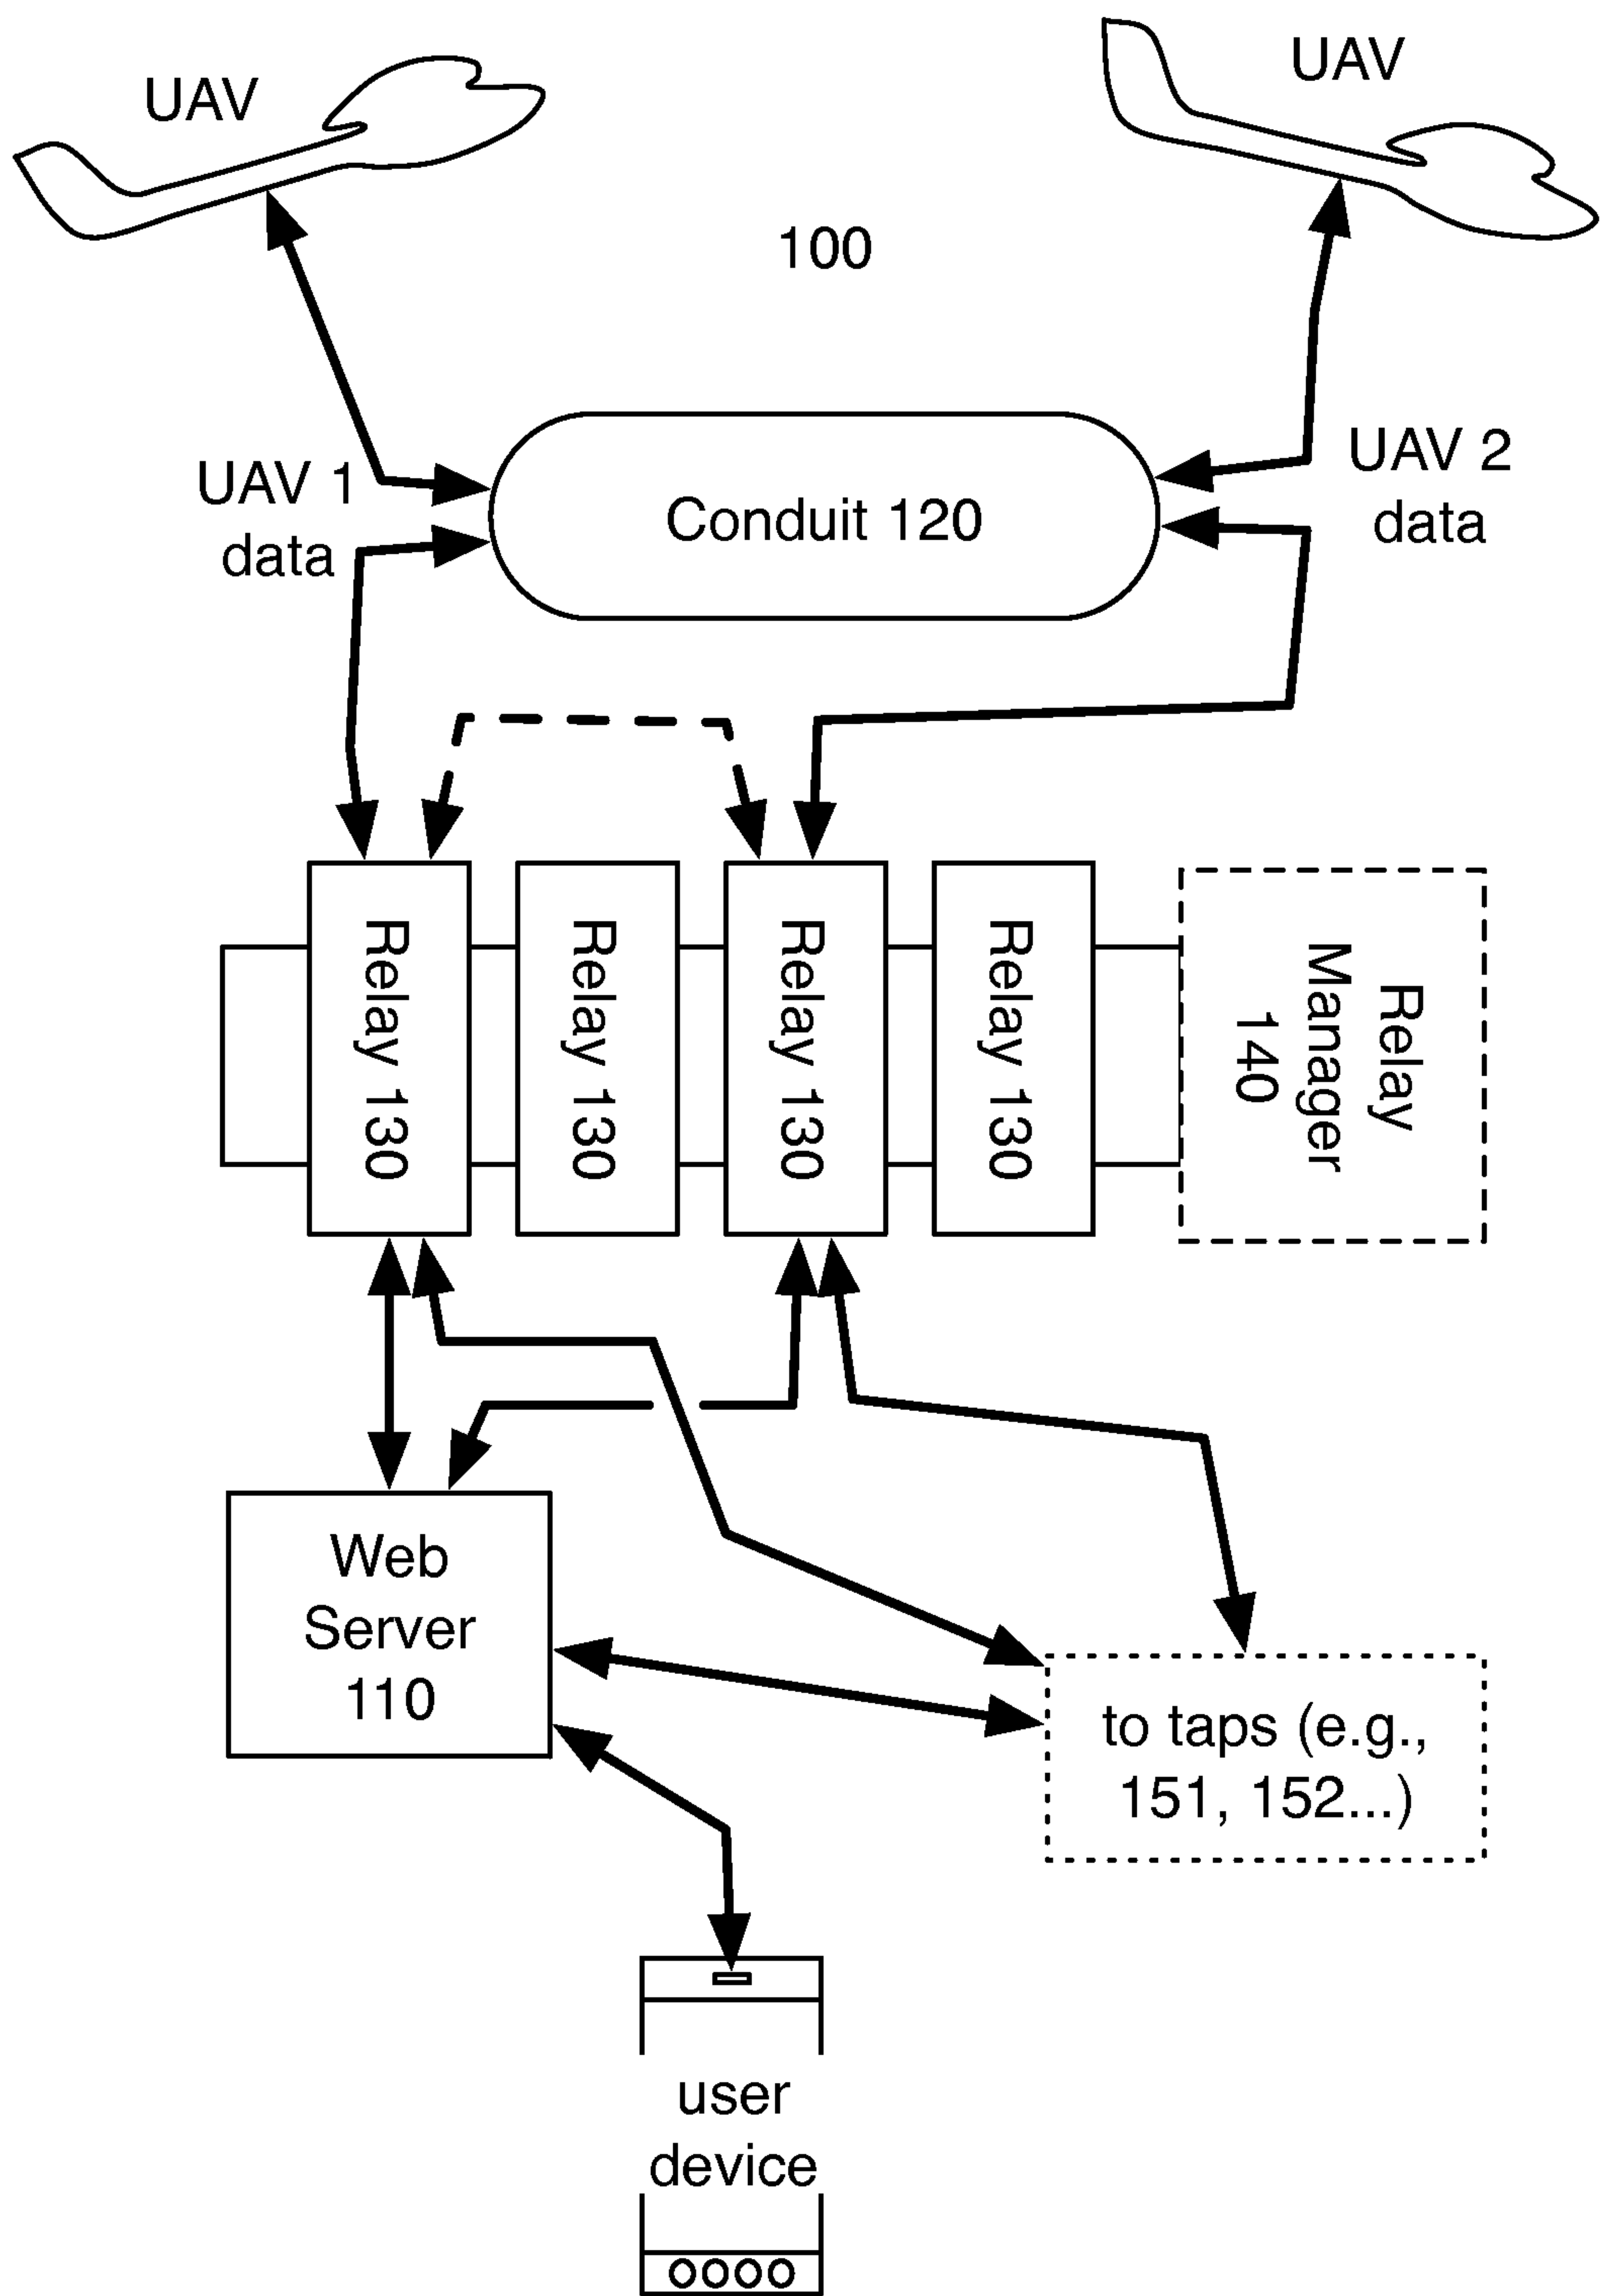 UAV
UAV
100
UAV 1
data
Conduit 120
UAV 2
data
Relay 130
Relay 130
Relay 130
Relay 130
Relay
Manager
140
Web
Server
110
to taps (e.g.,
151, 152...)
user
device